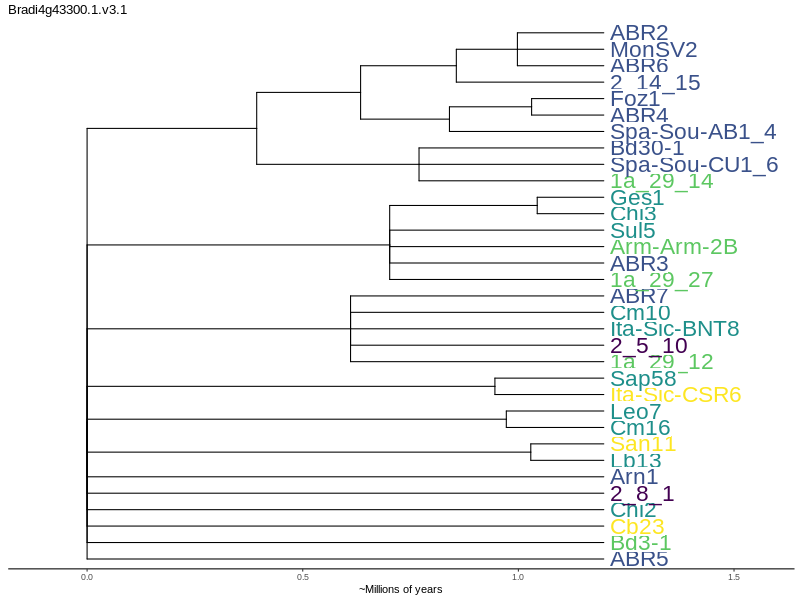 Bradi4g43300.1.v3.1
ABR2
MonSV2
ABR6
2_14_15
Foz1
ABR4
Spa-Sou-AB1_4
Bd30-1
Spa-Sou-CU1_6
1a_29_14
Ges1
Chi3
Sul5
Arm-Arm-2B
ABR3
1a_29_27
ABR7
Cm10
Ita-Sic-BNT8
2_5_10
1a_29_12
Sap58
Ita-Sic-CSR6
Leo7
Cm16
San11
Lb13
Arn1
2_8_1
Chi2
Cb23
Bd3-1
ABR5
0.0 0.5 1.0 1.5
~Millions of years